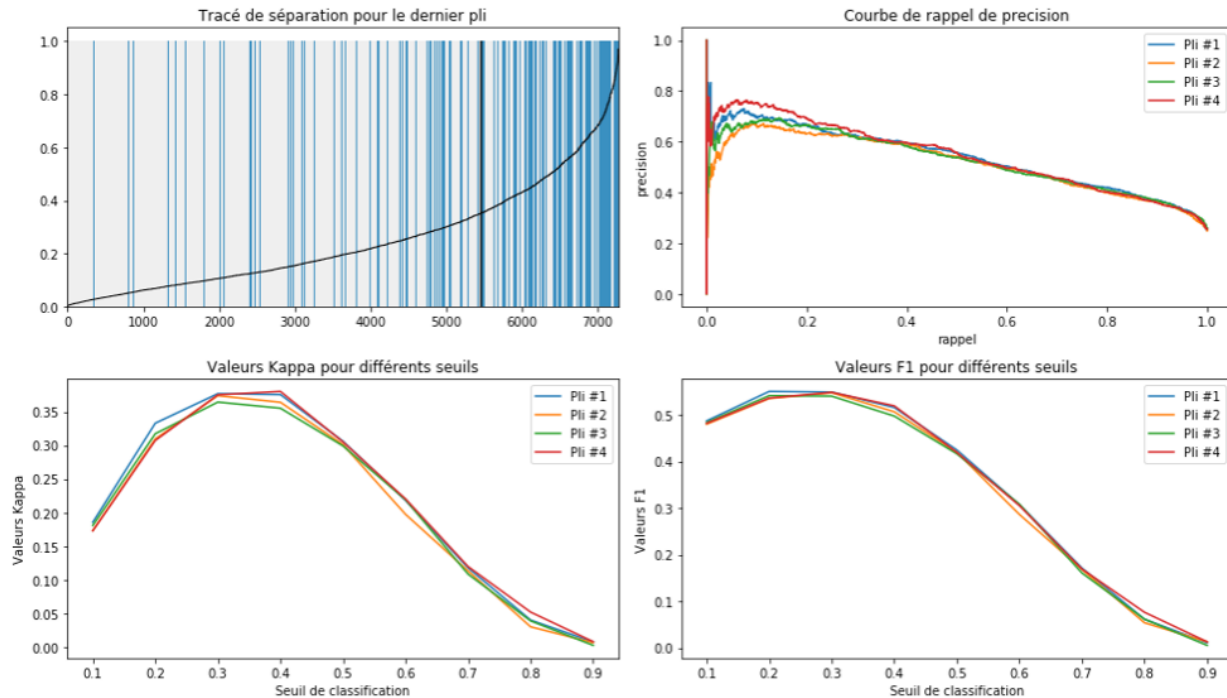 Tracé de séparation pour le dernier pli
1.0
0.8
0.6
0.4
0.2
0.0
0 1000 2000 3000 4000 5000 6000 7000
Courbe de rappel de precision
precision
1.0
0.8
0.6
0.4
0.2
0.0
Pli #1
Pli #2
Pli #3
Pli #4
0.0 0.2 0.4 0.6 0.8 1.0
rappel
Valeurs Kappa pour différents seuils
Valeurs Kappa
0.35
0.30
0.25
0.20
0.15
0.10
0.05
0.00
Pli #1
Pli #2
Pli #3
Pli #4
0.1 0.2 0.3 0.4 0.5 0.6 0.7 0.8 0.9
Seuil de classification
Valeurs F1 pour différents seuils
Valeurs F1
0.5
0.4
0.3
0.2
0.1
0.0
Pli #1
Pli #2
Pli #3
Pli #4
0.1 0.2 0.3 0.4 0.5 0.6 0.7 0.8 0.9
Seuil de classification